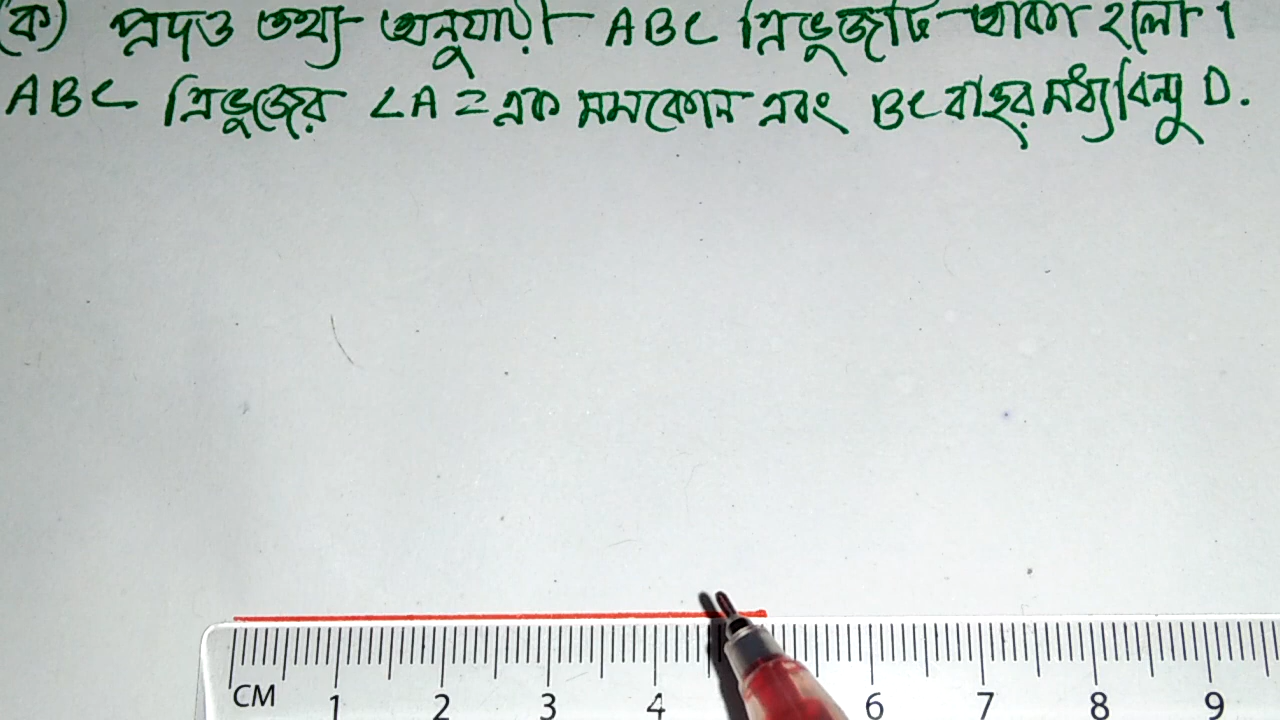 (ক) প্রদত্ত তথ্য অনুযায়ী ABC ত্রিভুজটি আঁকা হলো।
ABC ত্রিভুজের ∠A = এক সমকোন এবং BC বাহুর মধ্যবিন্দু D.
CM 1 2 3 4 6 7 8 9